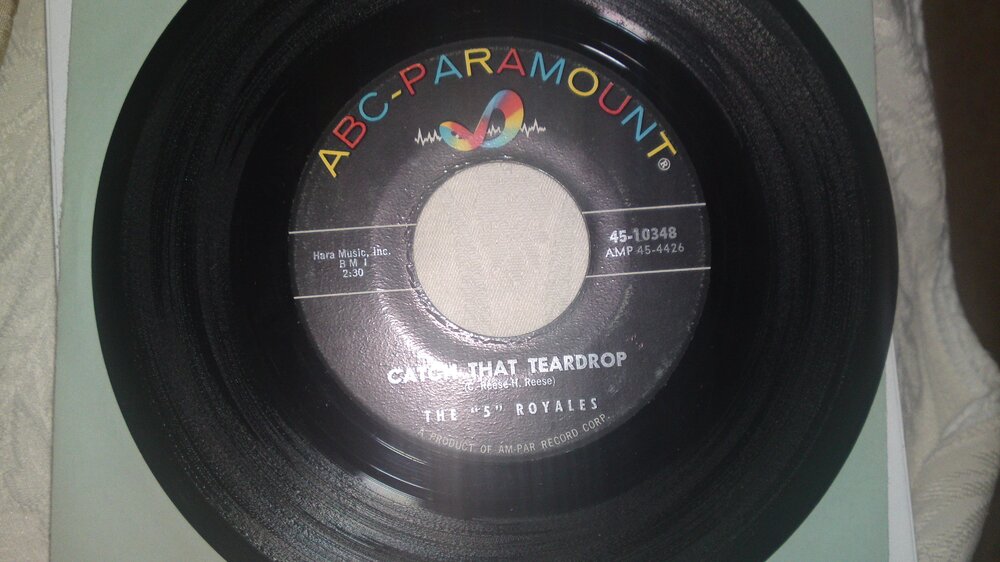 ABC-PARAMOUNT®
Hara Music, Inc.
B M I
2:30
45-10348
AMP 45-4426
CATCH THAT TEARDROP
Reese-H. Reese)
THE "5" ROYALES
A PRODUCT OF AM-PAR RECORD CORP.